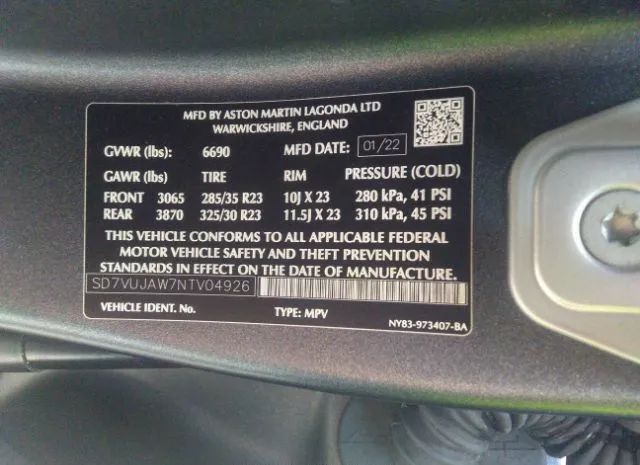 MFD BY ASTON MARTIN LAGONDA LTD
WARWICKSHIRE, ENGLAND
GVWR (lbs): 6690 MFD DATE: 01/22
GAWR (lbs) TIRE RIM PRESSURE (COLD)
FRONT 3065 285/35 R23 10J X 23 280 kPa, 41 PSI
REAR 3870 325/30 R23 11.5J X 23 310 kPa, 45 PSI
THIS VEHICLE CONFORMS TO ALL APPLICABLE FEDERAL
MOTOR VEHICLE SAFETY AND THEFT PREVENTION
STANDARDS IN EFFECT ON THE DATE OF MANUFACTURE
SD7VUJAW7NTV04926
VEHICLE IDENT. No. TYPE: MPV
NY83-973407-BA